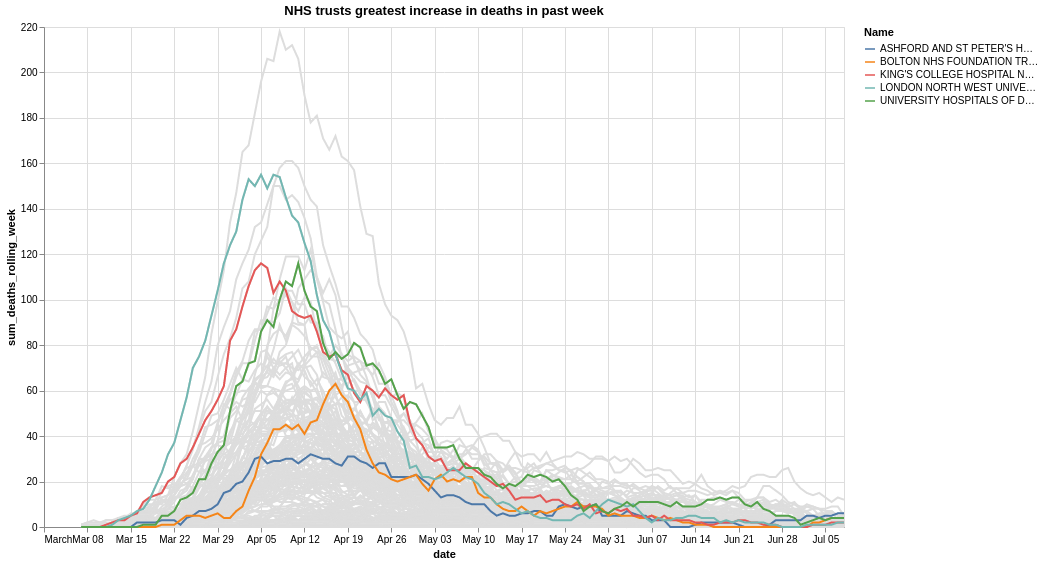 NHS trusts greatest increase in deaths in past week
220
200
180
160
140
120
100
80
60
40
20
0
sum_deaths_rolling_week
March Mar 08 Mar 15 Mar 22 Mar 29 Apr 05 Apr 12 Apr 19 Apr 26 May 03 May 10 May 17 May 24 May 31 Jun 07 Jun 14 Jun 21 Jun 28 Jul 05
date
Name
ASHFORD AND ST PETER'S H...
BOLTON NHS FOUNDATION TR...
KING'S COLLEGE HOSPITAL N...
LONDON NORTH WEST UNIVE...
UNIVERSITY HOSPITALS OF D...